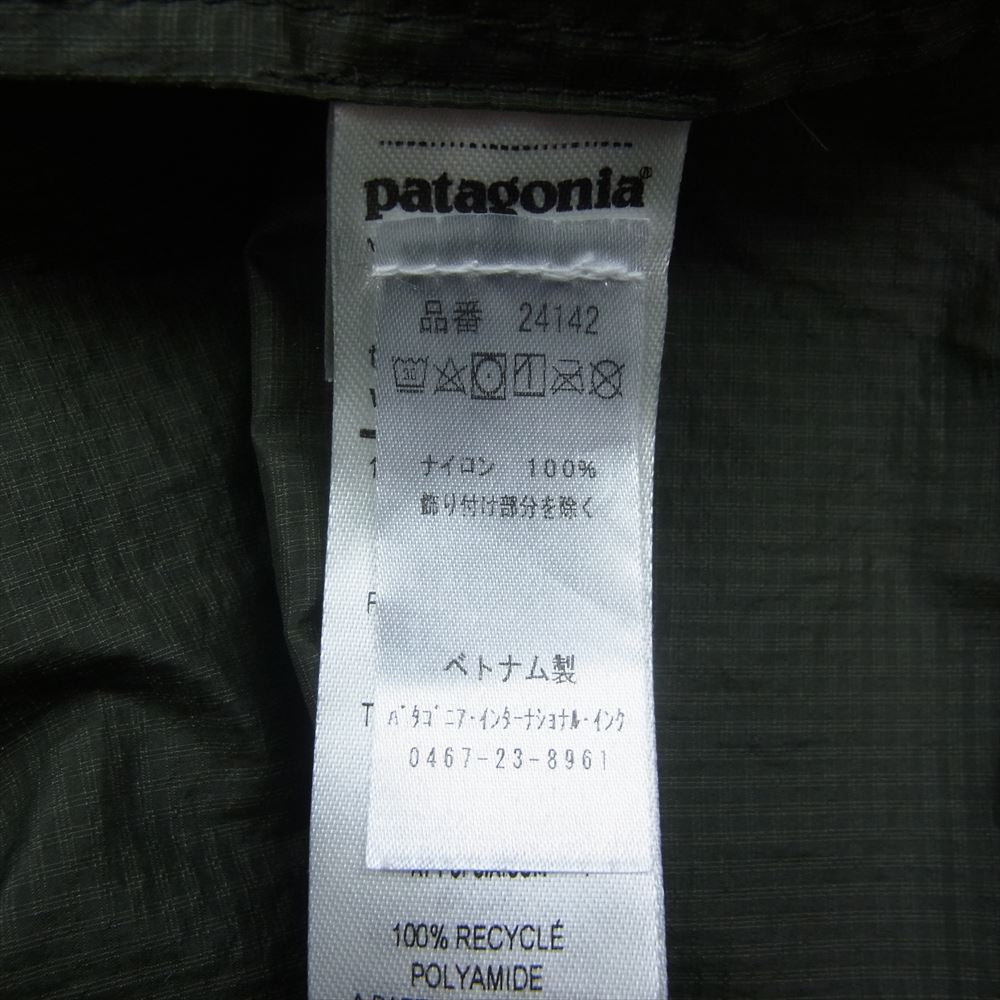 patagonia®
品番 24142
30
ナイロン 100%
飾り付け部分を除く
ベトナム製
パタゴニア・インターナショナル・インク
0467-23-8961
100% RECYCLÉ
POLYAMIDE